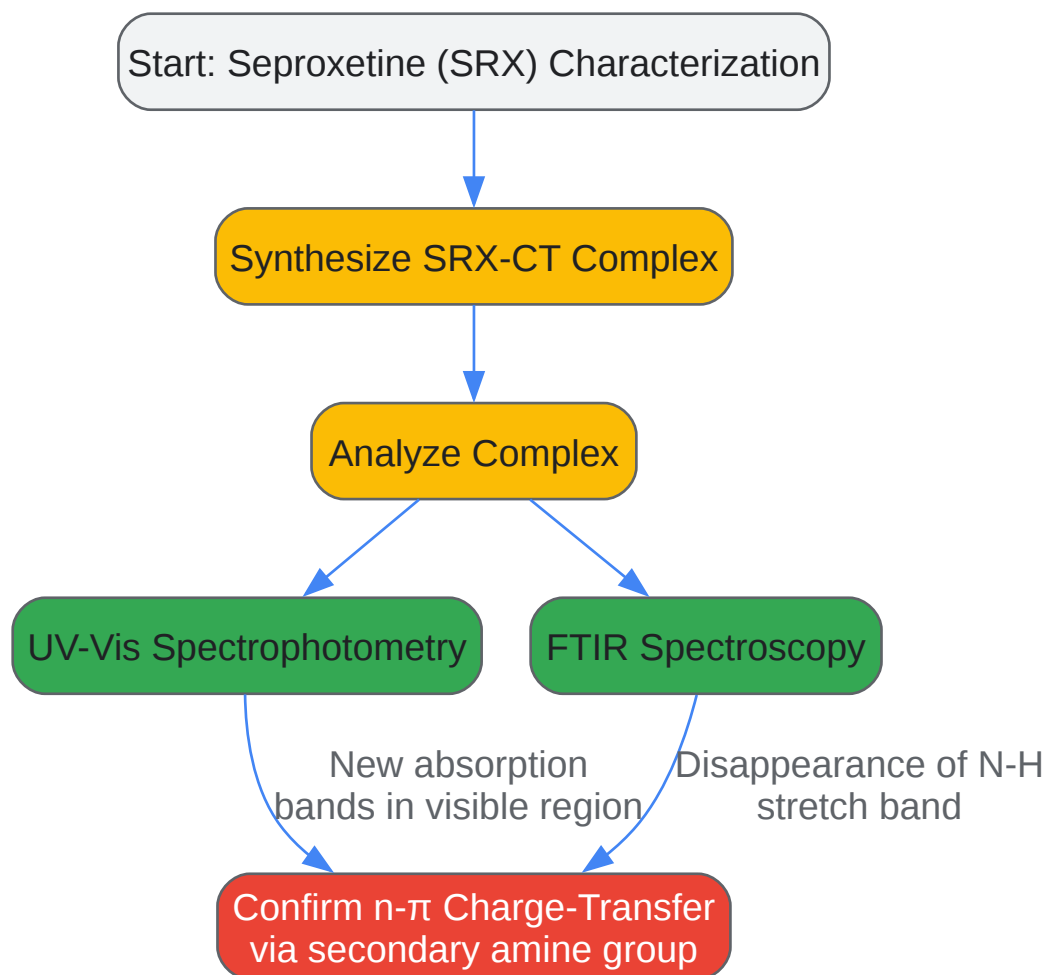 Start: Seproxetine (SRX) Characterization
Synthesize SRX-CT Complex
Analyze Complex
UV-Vis Spectrophotometry
FTIR Spectroscopy
New absorption
bands in visible region
Disappearance of N-H
stretch band
Confirm n-π Charge-Transfer
via secondary amine group